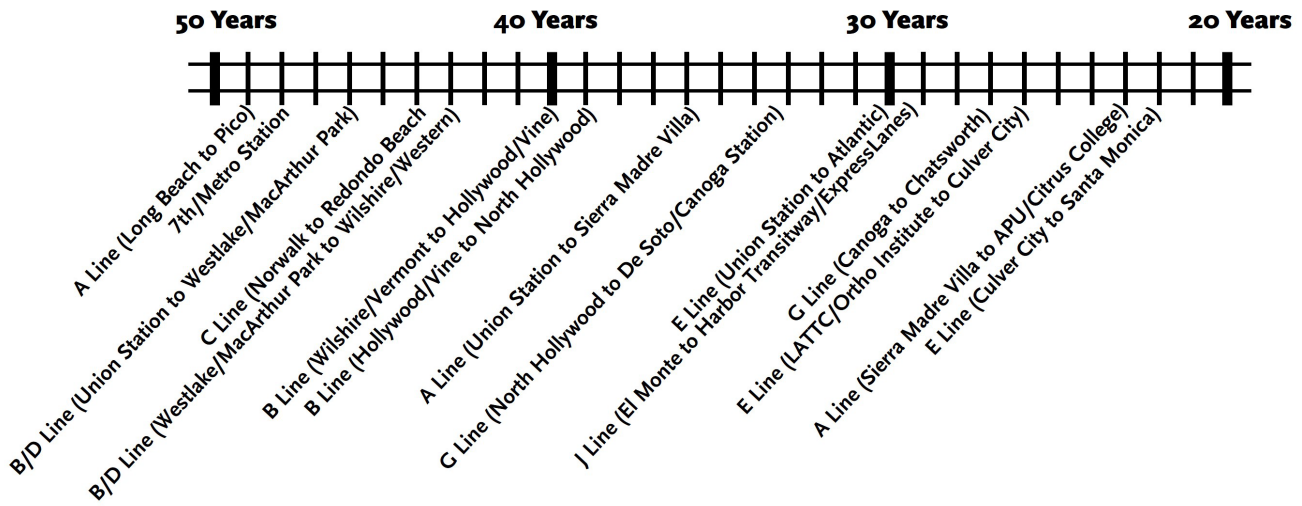 50 Years
40 Years
30 Years
20 Years
A Line (Long Beach to Pico)
7th/Metro Station
B/D Line (Union Station to Westlake/MacArthur Park)
C Line (Norwalk to Redondo Beach
B/D Line (Westlake/MacArthur Park to Wilshire/Western)
B Line (Wilshire/Vermont to Hollywood/Vine)
B Line (Hollywood/Vine to North Hollywood)
A Line (Union Station to Sierra Madre Villa)
G Line (North Hollywood to De Soto/Canoga Station)
E Line (Union Station to Atlantic)
J Line (El Monte to Harbor Transitway/ExpressLanes)
G Line (Canoga to Chatsworth)
E Line (LATTC/Ortho Institute to Culver City)
A Line (Sierra Madre Villa to APU/Citrus College)
E Line (Culver City to Santa Monica)